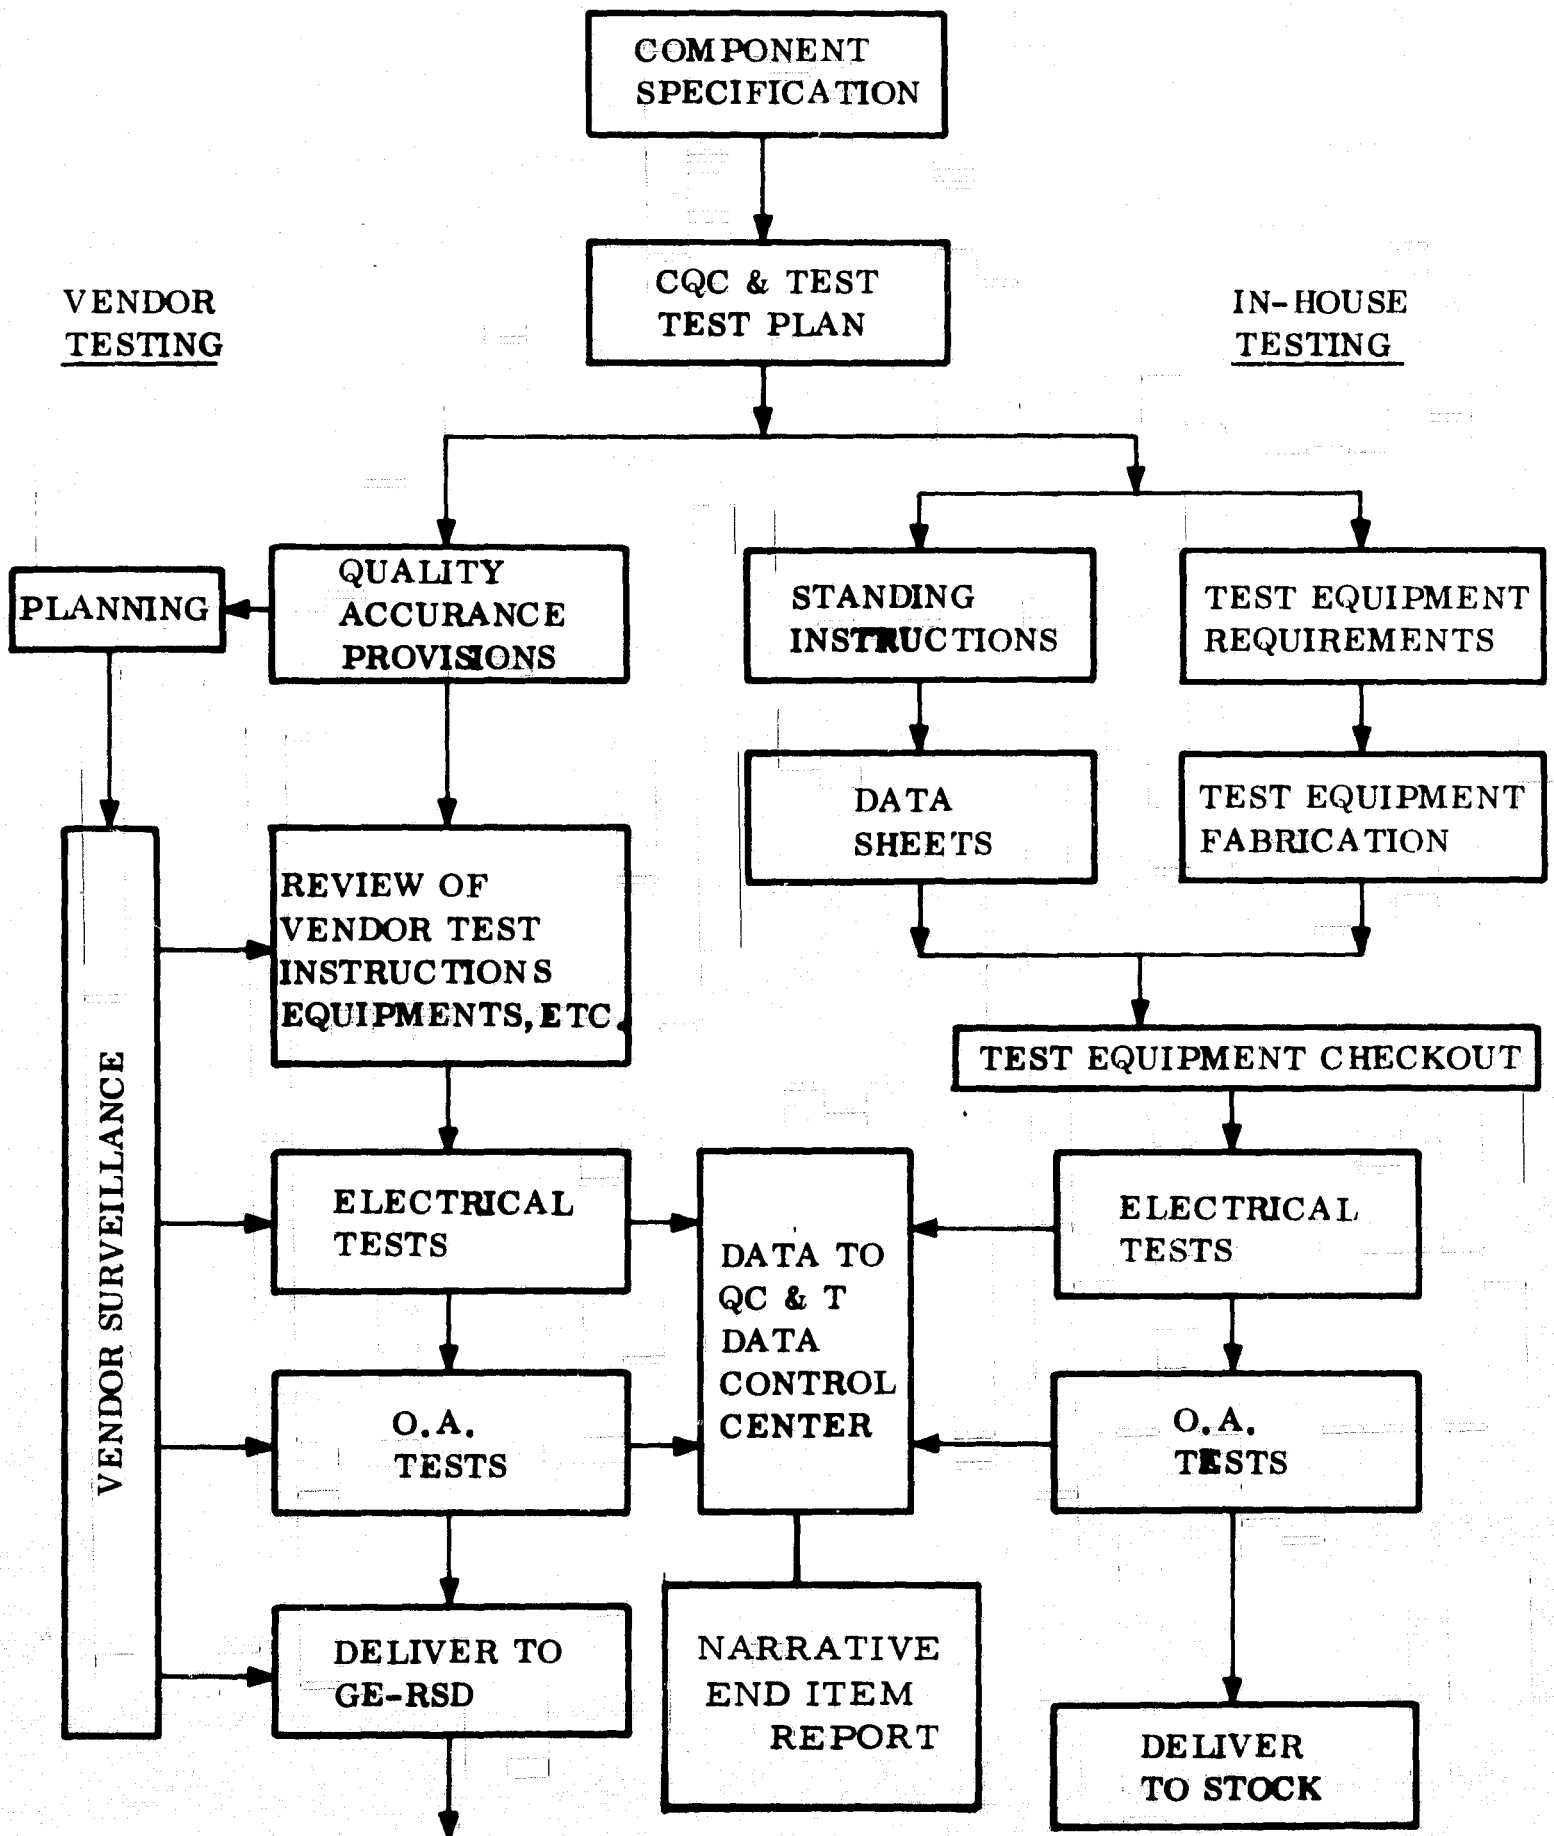 COMPONENT
SPECIFICATION
CQC & TEST
TEST PLAN
VENDOR
TESTING
IN-HOUSE
TESTING
PLANNING
QUALITY
ACCURANCE
PROVISIONS
STANDING
INSTRUCTIONS
TEST EQUIPMENT
REQUIREMENTS
DATA
SHEETS
TEST EQUIPMENT
FABRICATION
REVIEW OF
VENDOR TEST
INSTRUCTIONS
EQUIPMENTS, ETC.
TEST EQUIPMENT CHECKOUT
VENDOR SURVEILLANCE
ELECTRICAL
TESTS
DATA TO
QC & T
DATA
CONTROL
CENTER
ELECTRICAL
TESTS
O.A.
TESTS
O.A.
TESTS
DELIVER TO
GE-RSD
NARRATIVE
END ITEM
REPORT
DELIVER
TO STOCK